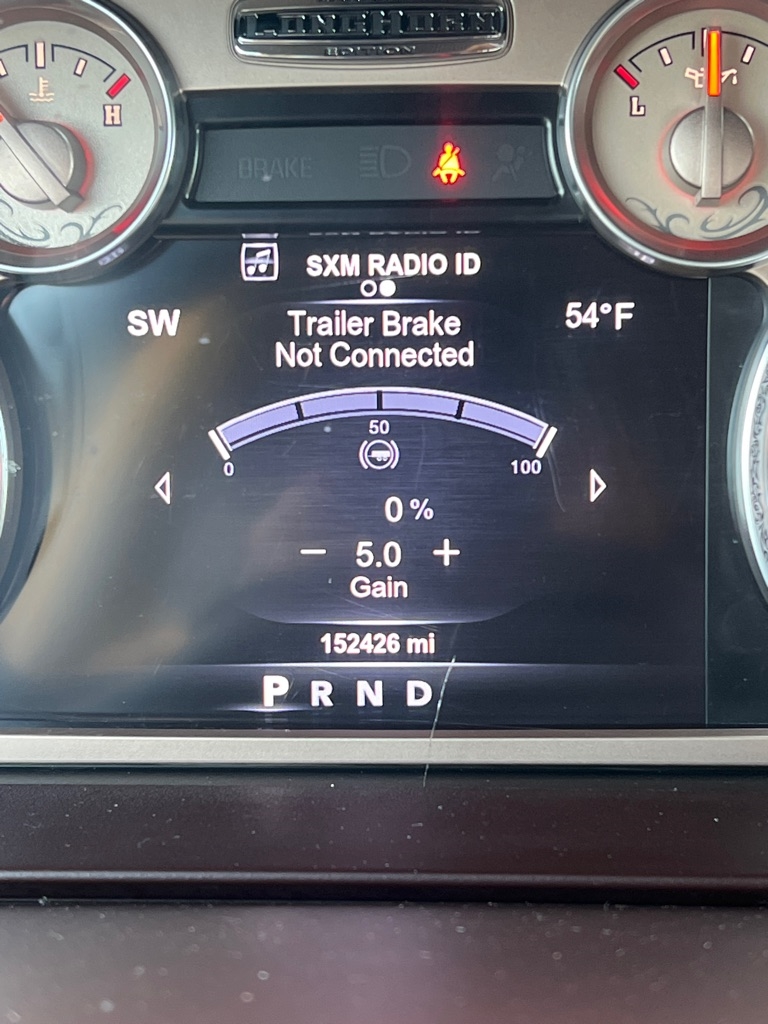 LONGHORN
EDITION
H
L
BRAKE
SXM RADIO ID
SW
Trailer Brake
54°F
Not Connected
50
0
100
0 %
− 5.0 +
Gain
152426 mi
P R N D